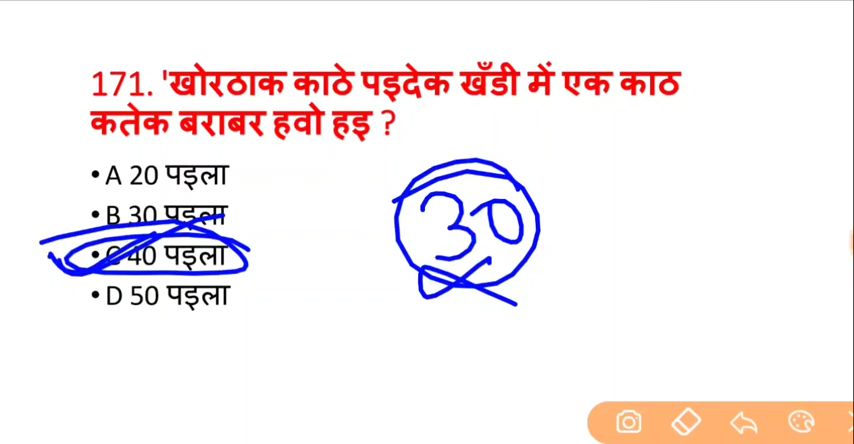 171. 'खोरठाक काठे पइदेक खँडी में एक काठ
कतेक बराबर हवो हइ ?
• A 20 पइला
• B 30 पइला
• C 40 पइला
• D 50 पइला
30